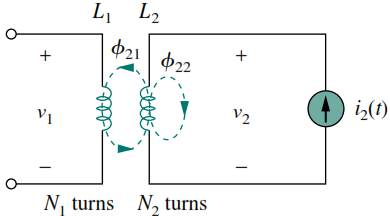 L₁ L₂
ϕ₂₁ ϕ₂₂
+ +
v₁ v₂ i₂(t)
– –
N₁ turns N₂ turns